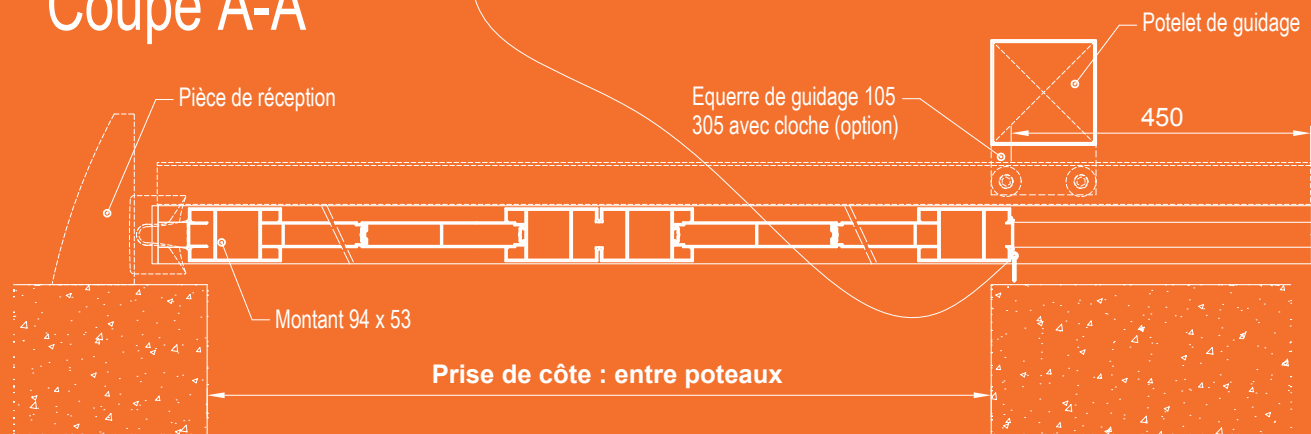 Coupe A-A
Potelet de guidage
Pièce de réception
Equerre de guidage 105
305 avec cloche (option)
450
Montant 94 x 53
Prise de côte : entre poteaux